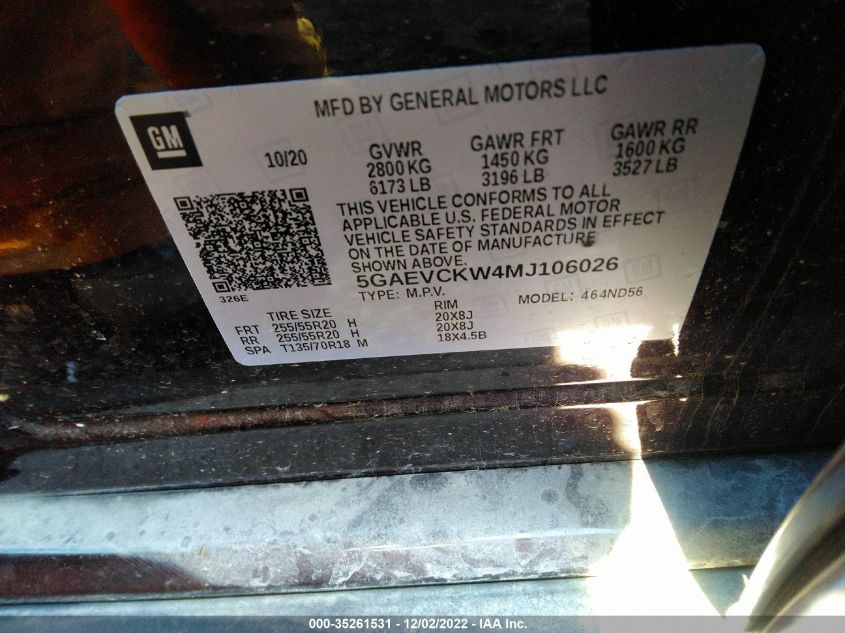 MFD BY GENERAL MOTORS LLC
GM
10/20
GVWR GAWR FRT GAWR RR
2800 KG 1450 KG 1600 KG
6173 LB 3196 LB 3527 LB
THIS VEHICLE CONFORMS TO ALL
APPLICABLE U.S. FEDERAL MOTOR
VEHICLE SAFETY STANDARDS IN EFFECT
ON THE DATE OF MANUFACTURE
SHOWN ABOVE.
326E
5GAEVCKW4MJ106026
TYPE: M.P.V. MODEL: 464ND56
TIRE SIZE RIM
FRT 255/55R20 H 20X8J
RR 255/55R20 H 20X8J
SPA T135/70R18 M 18X4.5B
000-35261531 - 12/02/2022 - IAA Inc.